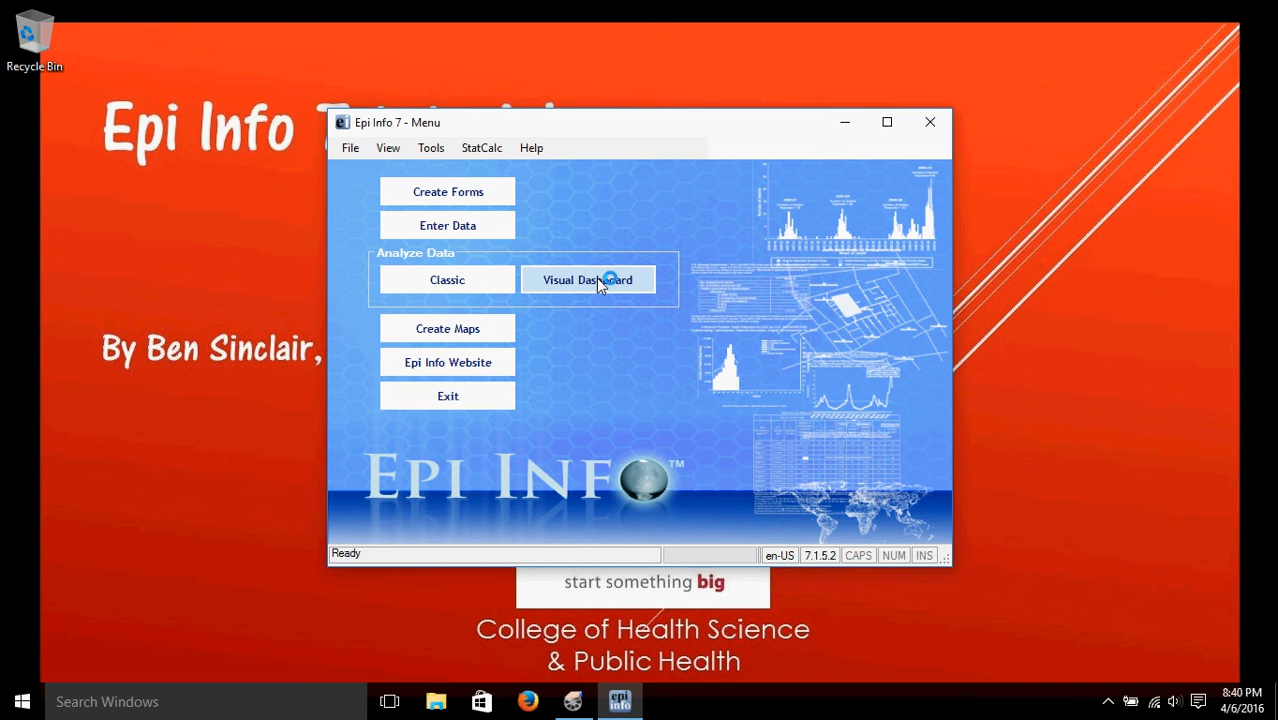 Recycle Bin
Epi Info
By Ben Sinclair,
Epi Info 7 - Menu
File View Tools StatCalc Help
Create Forms
Enter Data
Analyze Data
Classic Visual Dashboard
Create Maps
Epi Info Website
Exit
EPI INFO™
Ready en-US 7.1.5.2 CAPS NUM INS
start something big
College of Health Science
& Public Health
Search Windows
epi
info
8:40 PM
4/6/2016